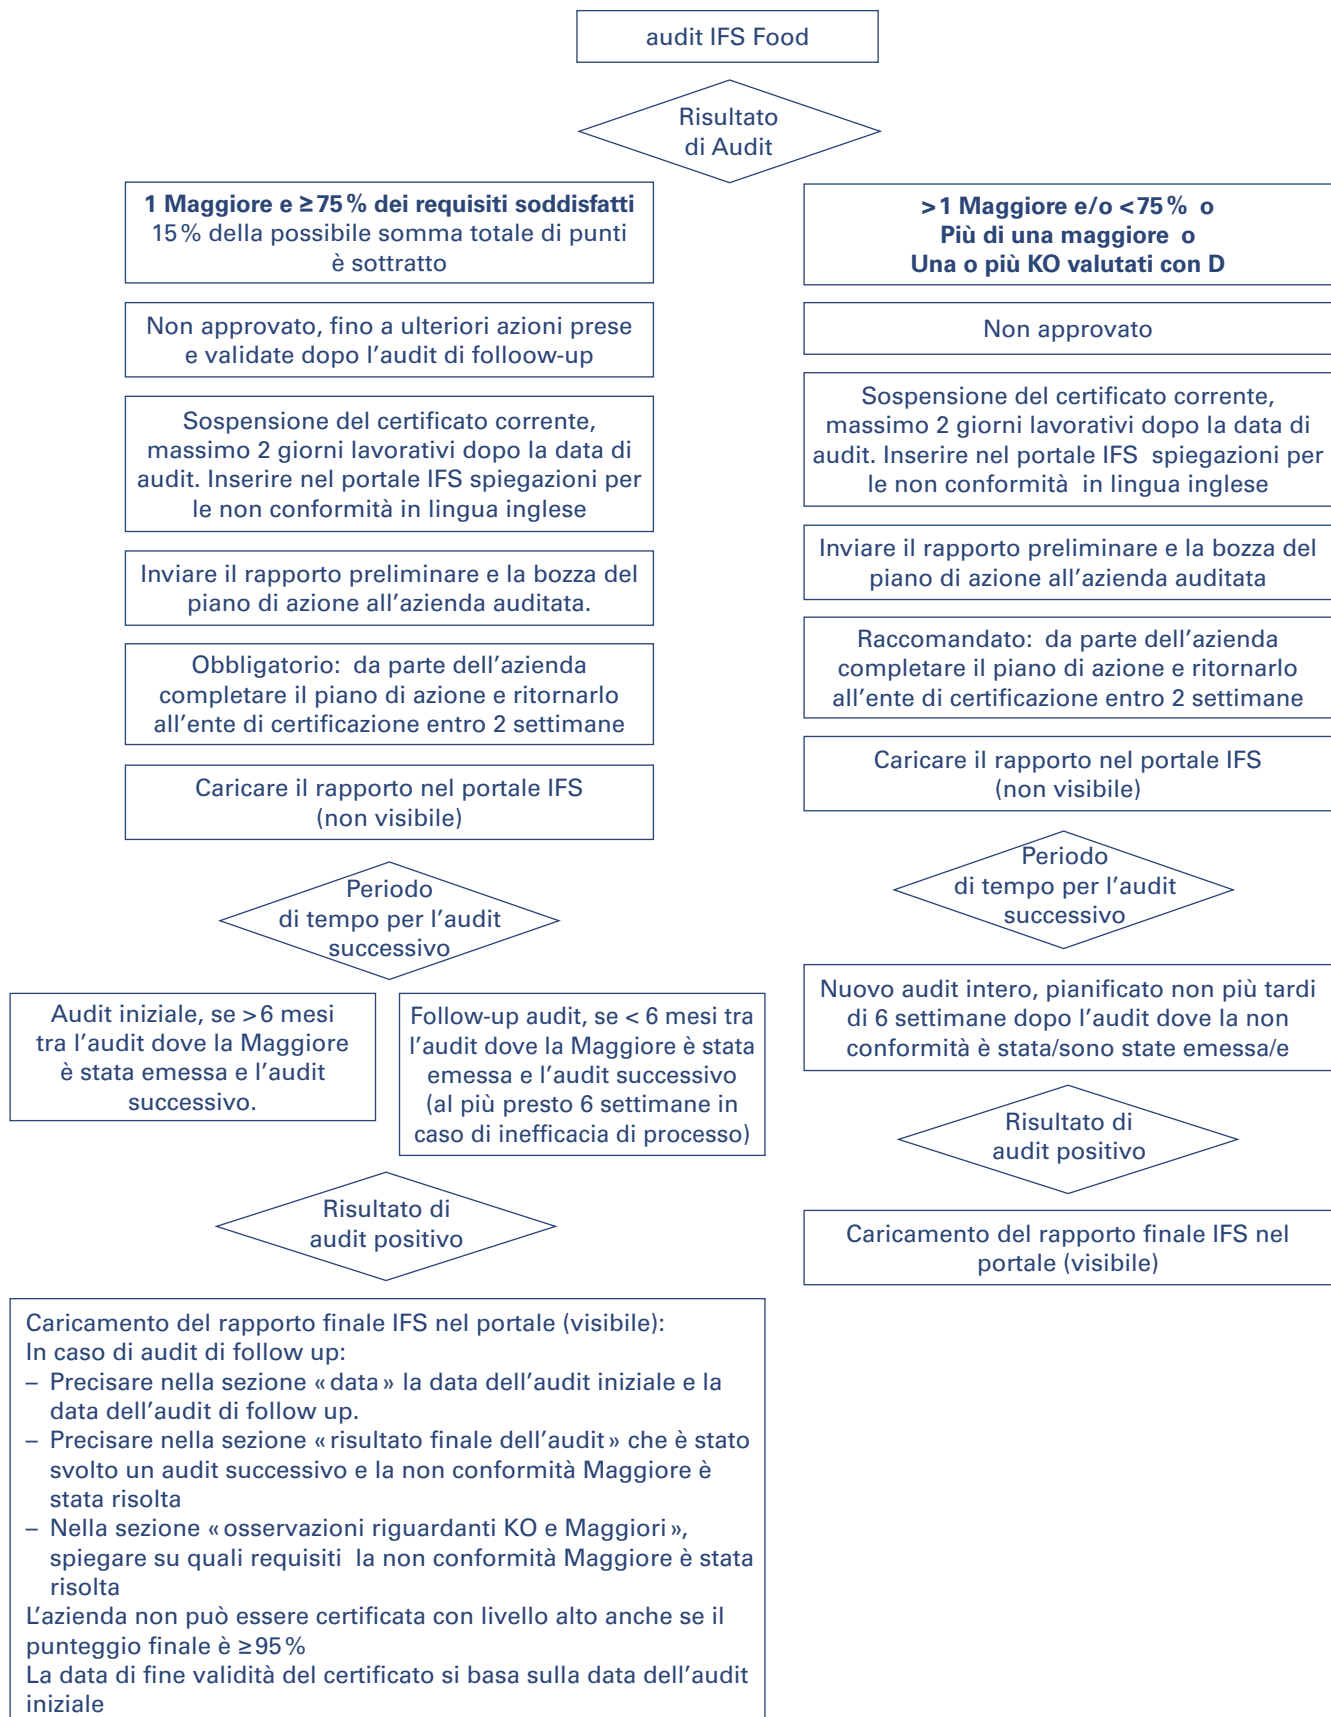 audit IFS Food
Risultato
di Audit
1 Maggiore e ≥75% dei requisiti soddisfatti
15% della possibile somma totale di punti
è sottratto
Non approvato, fino a ulteriori azioni prese
e validate dopo l'audit di folloow-up
Sospensione del certificato corrente,
massimo 2 giorni lavorativi dopo la data di
audit. Inserire nel portale IFS spiegazioni per
le non conformità in lingua inglese
Inviare il rapporto preliminare e la bozza del
piano di azione all'azienda auditata.
Obbligatorio: da parte dell'azienda
completare il piano di azione e ritornarlo
all'ente di certificazione entro 2 settimane
Caricare il rapporto nel portale IFS
(non visibile)
Periodo
di tempo per l'audit
successivo
Audit iniziale, se >6 mesi
tra l'audit dove la Maggiore
è stata emessa e l'audit
successivo.
Follow-up audit, se < 6 mesi tra
l'audit dove la Maggiore è stata
emessa e l'audit successivo
(al più presto 6 settimane in
caso di inefficacia di processo)
Risultato di
audit positivo
Caricamento del rapporto finale IFS nel portale (visibile):
In caso di audit di follow up:
– Precisare nella sezione «data» la data dell'audit iniziale e la
data dell'audit di follow up.
– Precisare nella sezione «risultato finale dell'audit» che è stato
svolto un audit successivo e la non conformità Maggiore è
stata risolta
– Nella sezione «osservazioni riguardanti KO e Maggiori»,
spiegare su quali requisiti la non conformità Maggiore è stata
risolta
L'azienda non può essere certificata con livello alto anche se il
punteggio finale è ≥95%
La data di fine validità del certificato si basa sulla data dell'audit
iniziale
>1 Maggiore e/o <75% o
Più di una maggiore o
Una o più KO valutati con D
Non approvato
Sospensione del certificato corrente,
massimo 2 giorni lavorativi dopo la data di
audit. Inserire nel portale IFS spiegazioni per
le non conformità in lingua inglese
Inviare il rapporto preliminare e la bozza del
piano di azione all'azienda auditata
Raccomandato: da parte dell'azienda
completare il piano di azione e ritornarlo
all'ente di certificazione entro 2 settimane
Caricare il rapporto nel portale IFS
(non visibile)
Periodo
di tempo per l'audit
successivo
Nuovo audit intero, pianificato non più tardi
di 6 settimane dopo l'audit dove la non
conformità è stata/sono state emessa/e
Risultato di
audit positivo
Caricamento del rapporto finale IFS nel
portale (visibile)